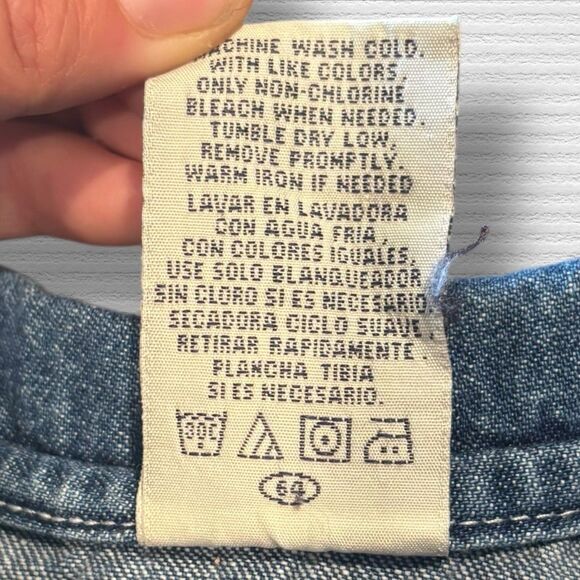 MACHINE WASH COLD.
WITH LIKE COLORS,
ONLY NON-CHLORINE
BLEACH WHEN NEEDED.
TUMBLE DRY LOW,
REMOVE PROMPTLY.
WARM IRON IF NEEDED
LAVAR EN LAVADORA
CON AGUA FRIA,
CON COLORES IGUALES,
USE SOLO BLANQUEADOR
SIN CLORO SI ES NECESARIO
SECADORA CICLO SUAVE,
RETIRAR RAPIDAMENTE.
PLANCHA TIBIA
SI ES NECESARIO.
30°
64